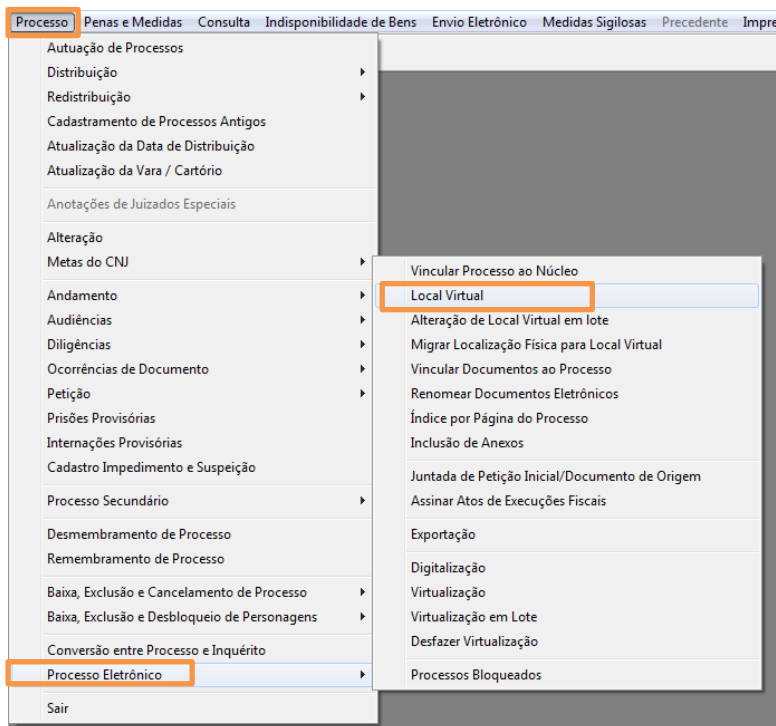 Processo Penas e Medidas Consulta Indisponibilidade de Bens Envio Eletrônico Medidas Sigilosas Precedente Impre
Autuação de Processos
Distribuição
Redistribuição
Cadastramento de Processos Antigos
Atualização da Data de Distribuição
Atualização da Vara / Cartório
Anotações de Juizados Especiais
Alteração
Metas do CNJ
Andamento
Audiências
Diligências
Ocorrências de Documento
Petição
Prisões Provisórias
Internações Provisórias
Cadastro Impedimento e Suspeição
Processo Secundário
Desmembramento de Processo
Remembramento de Processo
Baixa, Exclusão e Cancelamento de Processo
Baixa, Exclusão e Desbloqueio de Personagens
Conversão entre Processo e Inquérito
Processo Eletrônico
Sair
Vincular Processo ao Núcleo
Local Virtual
Alteração de Local Virtual em lote
Migrar Localização Física para Local Virtual
Vincular Documentos ao Processo
Renomear Documentos Eletrônicos
Índice por Página do Processo
Inclusão de Anexos
Juntada de Petição Inicial/Documento de Origem
Assinar Atos de Execuções Fiscais
Exportação
Digitalização
Virtualização
Virtualização em Lote
Desfazer Virtualização
Processos Bloqueados